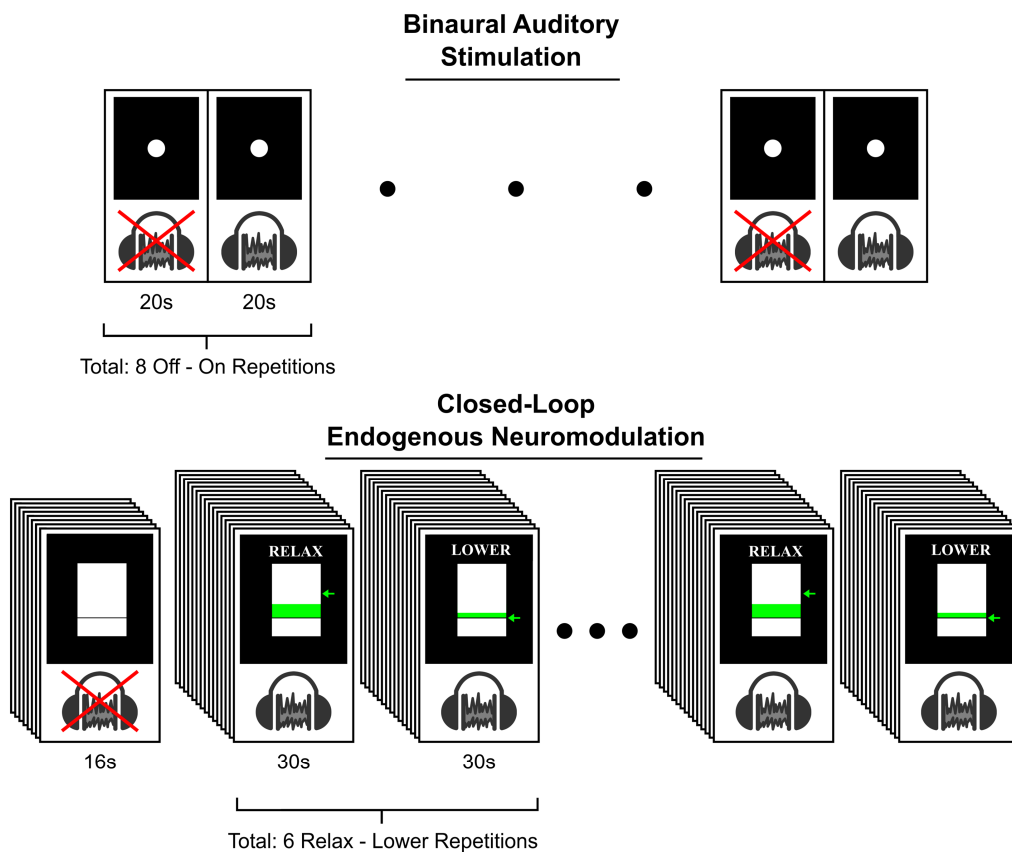 Binaural Auditory
Stimulation
20s
20s
Total: 8 Off - On Repetitions
Closed-Loop
Endogenous Neuromodulation
RELAX
LOWER
RELAX
LOWER
16s
30s
30s
Total: 6 Relax - Lower Repetitions